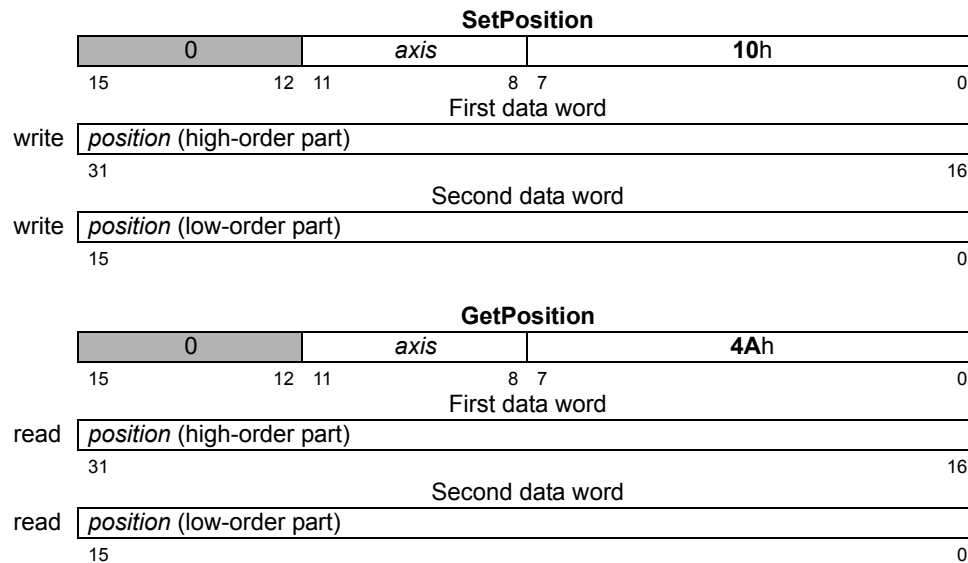 SetPosition
0 axis 10h
15 12 11 8 7 0
First data word
write position (high-order part)
31 16
Second data word
write position (low-order part)
15 0
GetPosition
0 axis 4Ah
15 12 11 8 7 0
First data word
read position (high-order part)
31 16
Second data word
read position (low-order part)
15 0